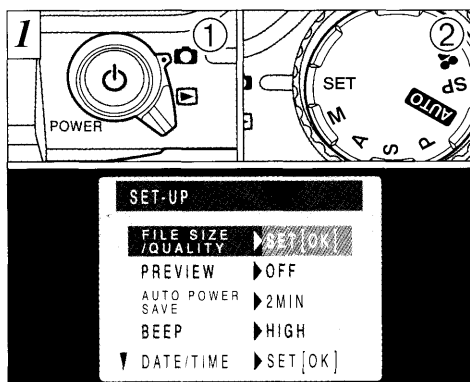 1
1
2
POWER
SET
M
A
S
P
AUTO
SP
SET-UP
FILE SIZE
/QUALITY ▶SET[OK]
PREVIEW ▶OFF
AUTO POWER
SAVE ▶2MIN
BEEP ▶HIGH
▼ DATE/TIME ▶SET[OK]